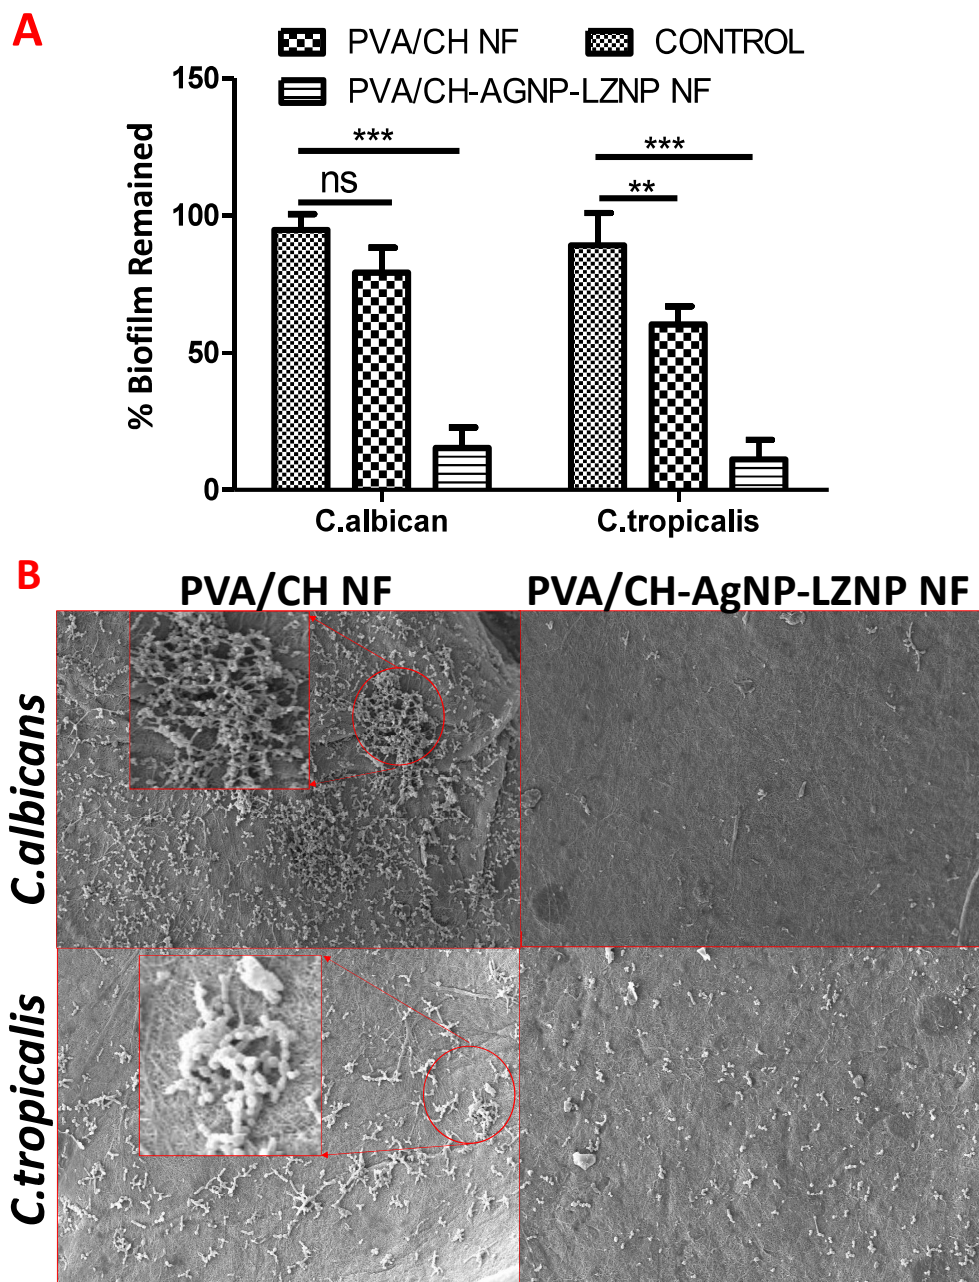 A
PVA/CH NF
CONTROL
PVA/CH-AGNP-LZNP NF
% Biofilm Remained
150
100
50
0
***
ns
***
**
C.albican
C.tropicalis
B
PVA/CH NF
PVA/CH-AgNP-LZNP NF
C.albicans
C.tropicalis